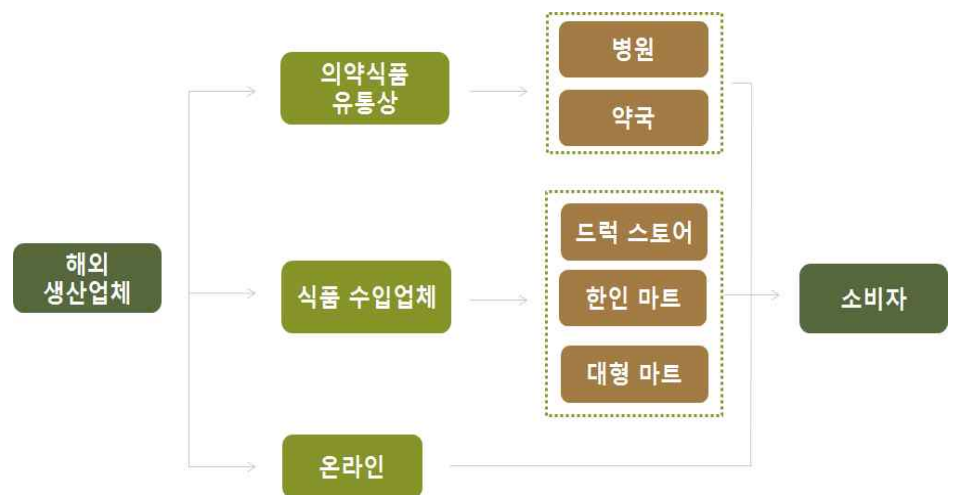 병원
의약식품
유통상
약국
드럭 스토어
해외
생산업체
식품 수입업체
한인 마트
소비자
대형 마트
온라인